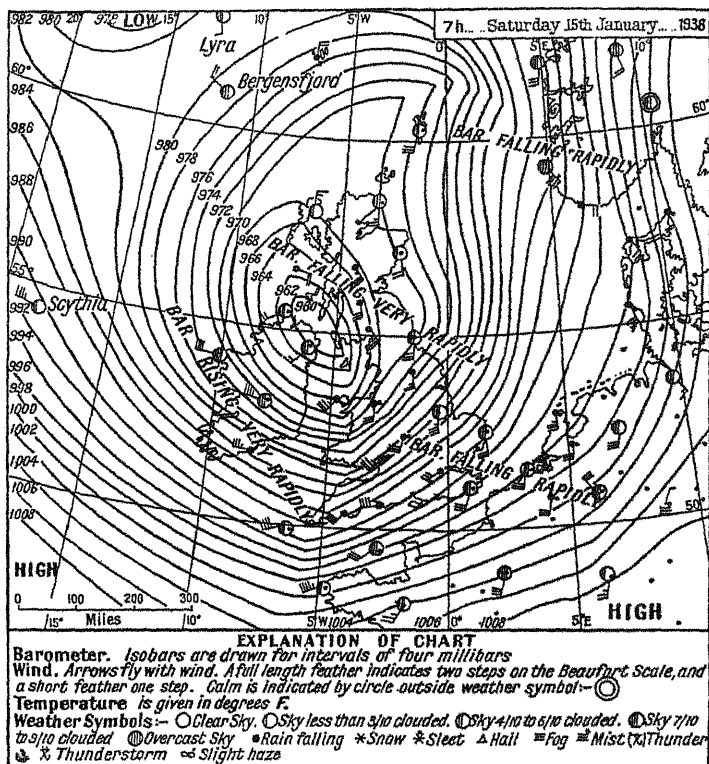 982 980 978 LOW 10° 5°W 0° 5°E 10°
7h... Saturday 15th January.... 1938
Lyra
Bergensfjord
60° 20° 15° 60°
984
986
988
990
55°
992
994
996
998
1000
1002
1004
1006
1008
980
978
976
974
972
970
968
966
964
962
960
BAR. FALLING RAPIDLY
BAR. FALLING VERY RAPIDLY
Scythia
BAR. RISING VERY RAPIDLY
BAR. FALLING RAPIDLY
50°
HIGH
0 100 200 300
Miles
15° 10° 5°W 1004 1006 0° 1008 5°E
HIGH
EXPLANATION OF CHART
Barometer. Isobars are drawn for intervals of four millibars
Wind. Arrows fly with wind. A full length feather indicates two steps on the Beaufort Scale, and
a short feather one step. Calm is indicated by circle outside weather symbol:-
Temperature is given in degrees F.
Weather Symbols:- Clear Sky. Sky less than 3/10 clouded. Sky 4/10 to 6/10 clouded. Sky 7/10
to 9/10 clouded Overcast Sky Rain falling Snow Sleet Hail Fog Mist Thunder
Thunderstorm Slight haze